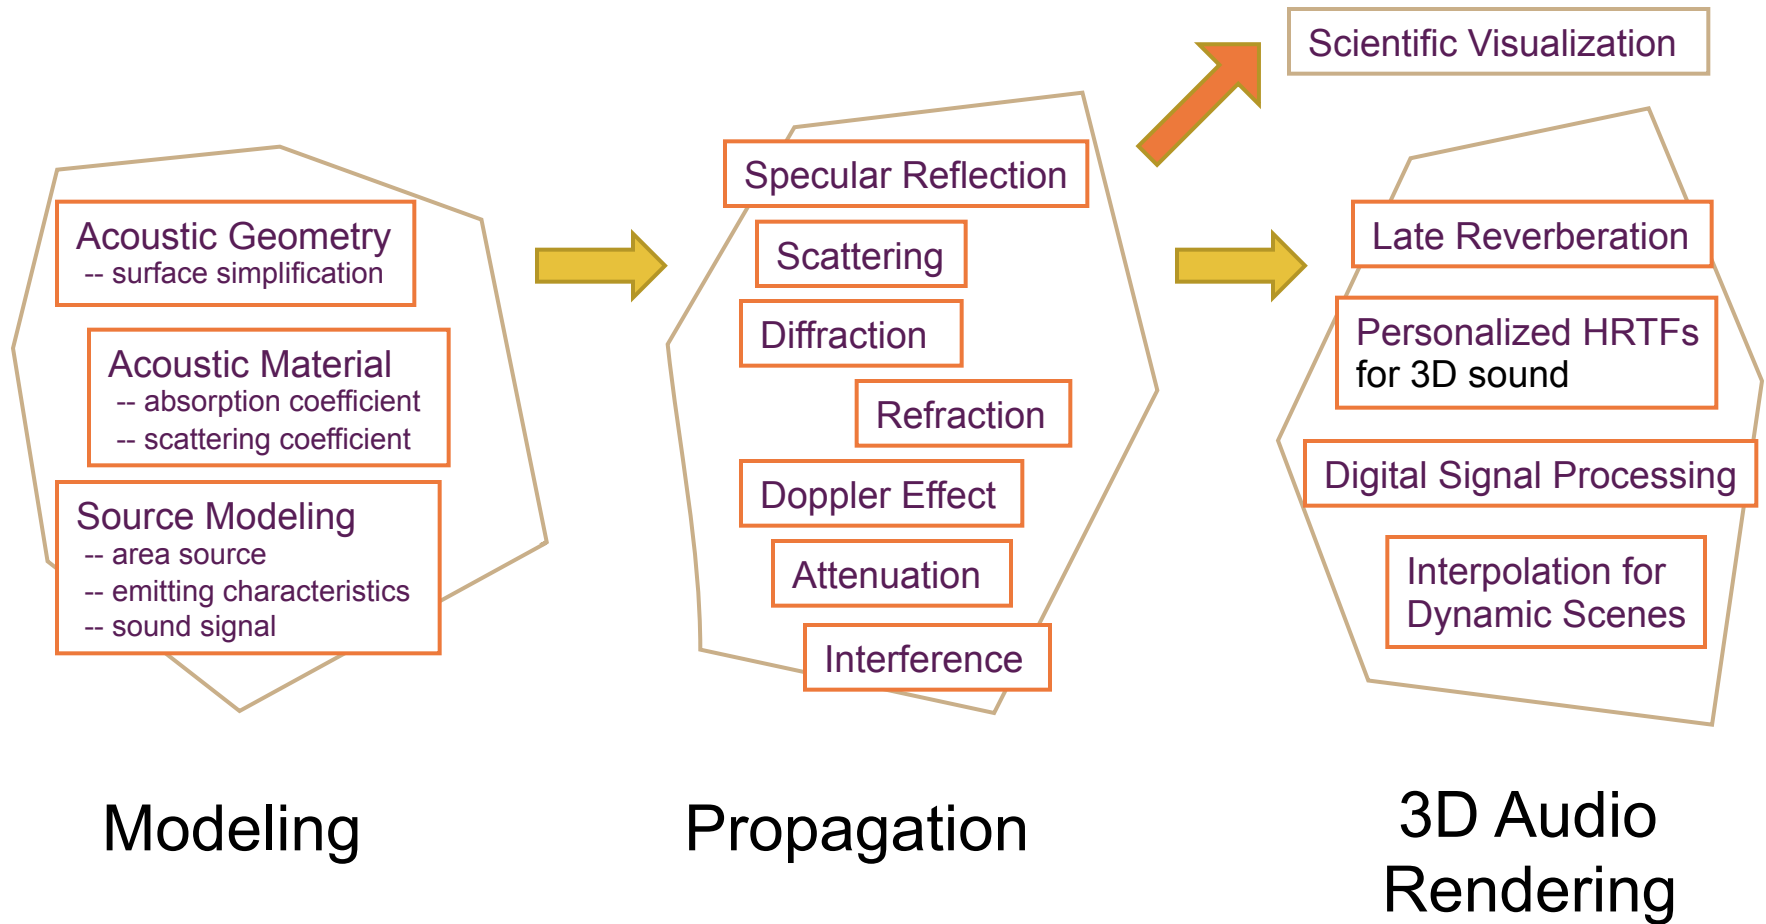 Scientific Visualization
Acoustic Geometry
-- surface simplification
Acoustic Material
-- absorption coefficient
-- scattering coefficient
Source Modeling
-- area source
-- emitting characteristics
-- sound signal
Modeling
Specular Reflection
Scattering
Diffraction
Refraction
Doppler Effect
Attenuation
Interference
Propagation
Late Reverberation
Personalized HRTFs
for 3D sound
Digital Signal Processing
Interpolation for
Dynamic Scenes
3D Audio
Rendering